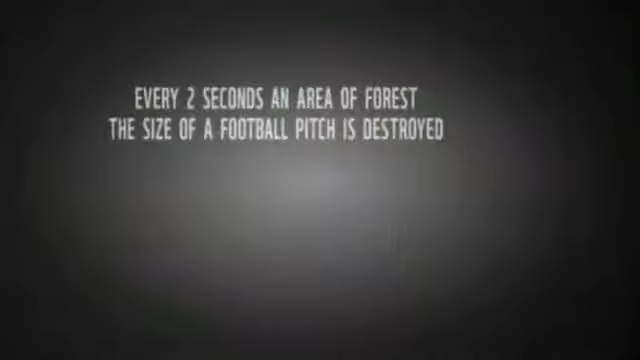 EVERY 2 SECONDS AN AREA OF FOREST
THE SIZE OF A FOOTBALL PITCH IS DESTROYED